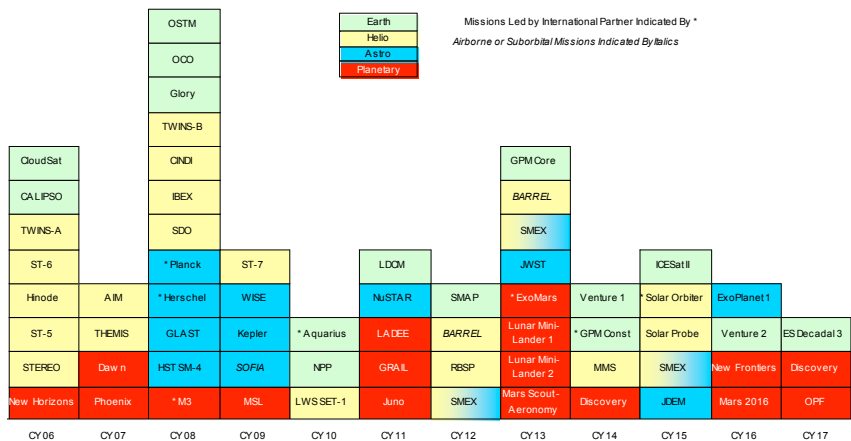 OSTM
Earth
Missions Led by International Partner Indicated By *
Helio
Airborne or Suborbital Missions Indicated ByItalics
OCO
Astro
Planetary
Glory
TWINS-B
CloudSat
CINDI
GPM Core
CALIPSO
IBEX
BARREL
TWINS-A
SDO
SMEX
ST-6
* Planck
ST-7
LDCM
JWST
ICESat II
Hinode
AIM
* Herschel
WISE
NuSTAR
SMAP
* ExoMars
Venture 1
* Solar Orbiter
ExoPlanet 1
ST-5
THEMIS
GLAST
Kepler
* Aquarius
LADEE
BARREL
Lunar Mini-
Lander 1
* GPM Const
Solar Probe
Venture 2
ES Decadal 3
STEREO
Dawn
HST SM-4
SOFIA
NPP
GRAIL
RBSP
Lunar Mini-
Lander 2
MMS
SMEX
New Frontiers
Discovery
New Horizons
Phoenix
* M3
MSL
LWS SET-1
Juno
SMEX
Mars Scout-
Aeronomy
Discovery
JDEM
Mars 2016
OPF
CY 06
CY 07
CY 08
CY 09
CY 10
CY 11
CY 12
CY 13
CY 14
CY 15
CY 16
CY 17